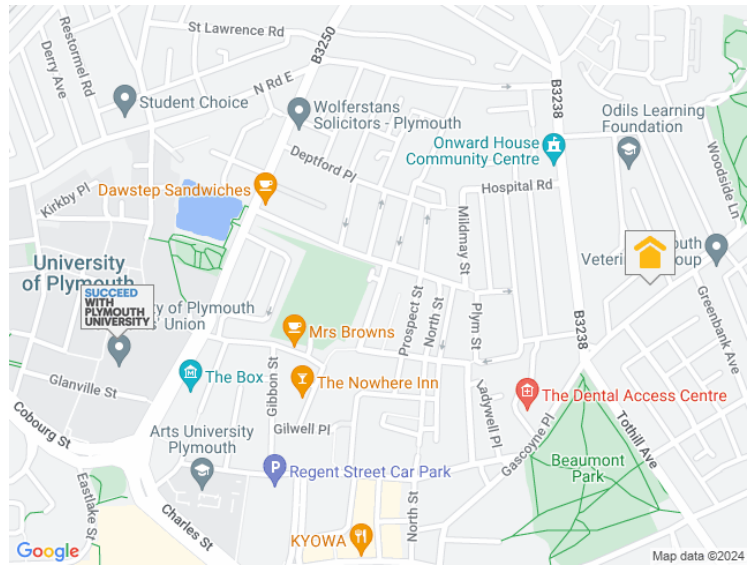 St Lawrence Rd
B3250
Restormel Rd
Derry Ave
N Rd E
Student Choice
Wolferstans
Solicitors - Plymouth
B3238
Odils Learning
Foundation
Onward House
Community Centre
Woodside Ln
Deptford Pl
Kirkby Pl
Dawstep Sandwiches
Hospital Rd
Mildmay St
University
of Plymouth
outh
Veteri
oup
SUCCEED
WITH
PLYMOUTH
UNIVERSITY
ity of Plymouth
' Union
Greenbank Ave
Mrs Browns
Prospect St
North St
Plym St
B3238
Glanville St
The Box
Gibbon St
The Nowhere Inn
Ladywell Pl
The Dental Access Centre
Tothill Ave
Cobourg St
Arts University
Plymouth
Gilwell Pl
Gascoyne Pl
Beaumont
Park
Regent Street Car Park
Eastlake St
Charles St
North St
KYOWA
Google
Map data ©2024